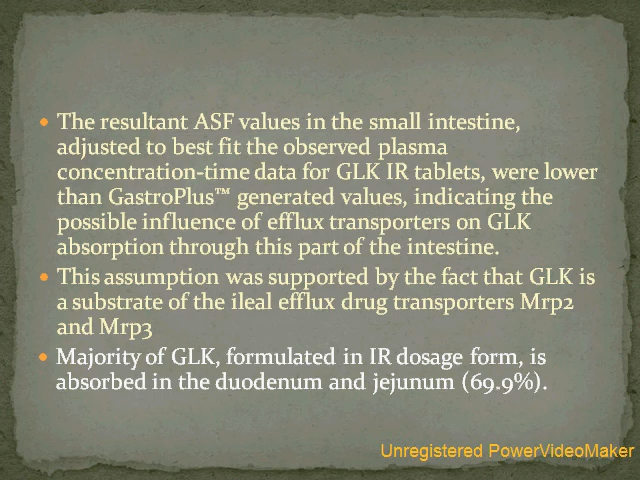 • The resultant ASF values in the small intestine,
adjusted to best fit the observed plasma
concentration-time data for GLK IR tablets, were lower
than GastroPlus™ generated values, indicating the
possible influence of efflux transporters on GLK
absorption through this part of the intestine.
• This assumption was supported by the fact that GLK is
a substrate of the ileal efflux drug transporters Mrp2
and Mrp3
• Majority of GLK, formulated in IR dosage form, is
absorbed in the duodenum and jejunum (69.9%).
Unregistered PowerVideoMaker